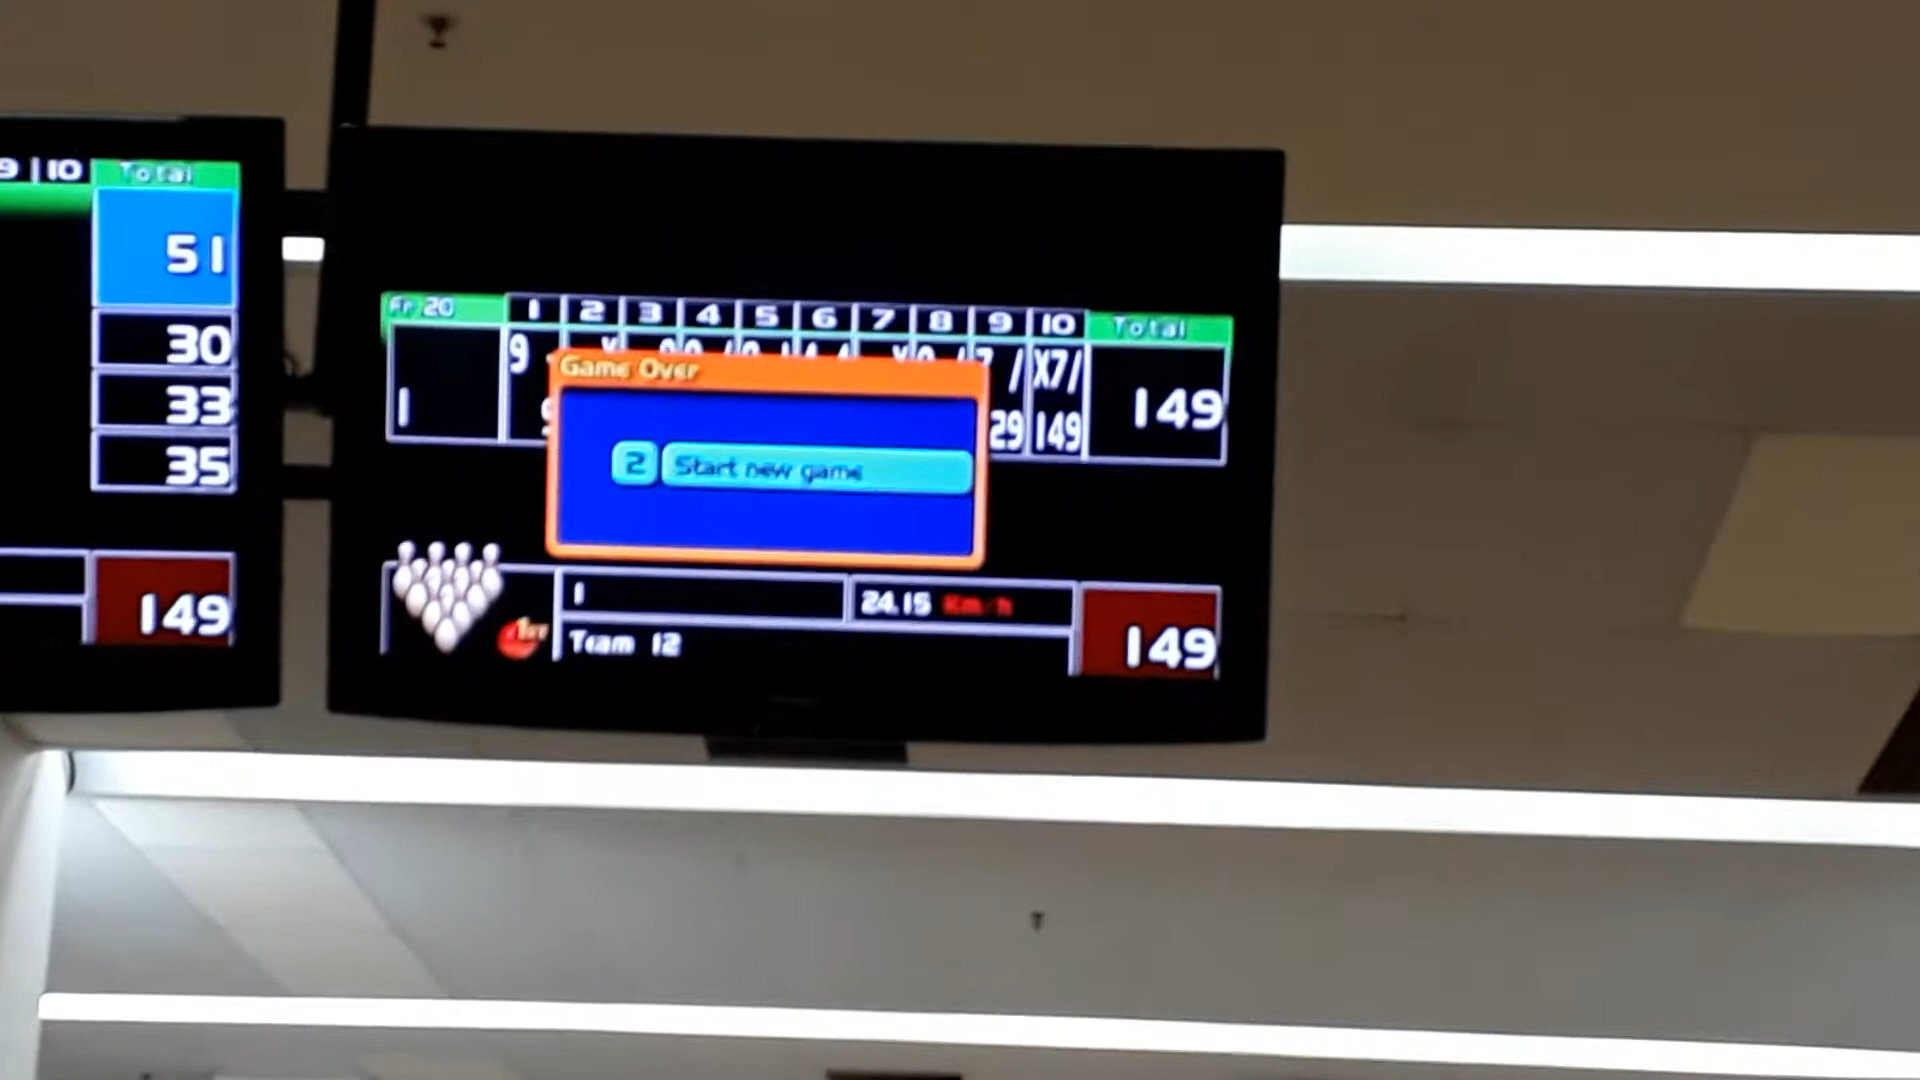 9 | 10 Total
51
30
33
35
149
Fr 20 1 2 3 4 5 6 7 8 9 10 Total
9 - 7 / X7/
1 29 149 149
Game Over
2 Start new game
1 24.15 Km/h
Team 12 149